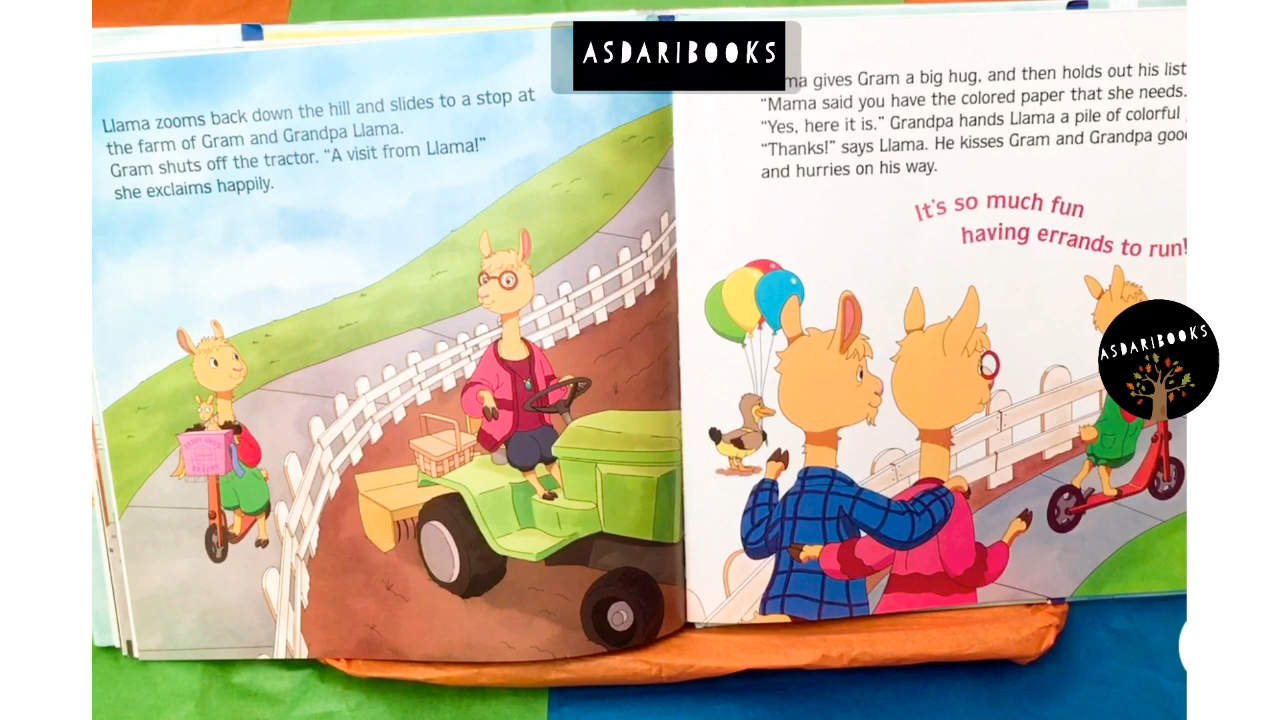 ASDARIBOOKS
Llama zooms back down the hill and slides to a stop at
the farm of Gram and Grandpa Llama.
Gram shuts off the tractor. “A visit from Llama!”
she exclaims happily.
gives Gram a big hug, and then holds out his list
“Mama said you have the colored paper that she needs.
“Yes, here it is.” Grandpa hands Llama a pile of colorful
“Thanks!” says Llama. He kisses Gram and Grandpa
and hurries on his way.
It's so much fun
having errands to run!
ASDARIBOOKS